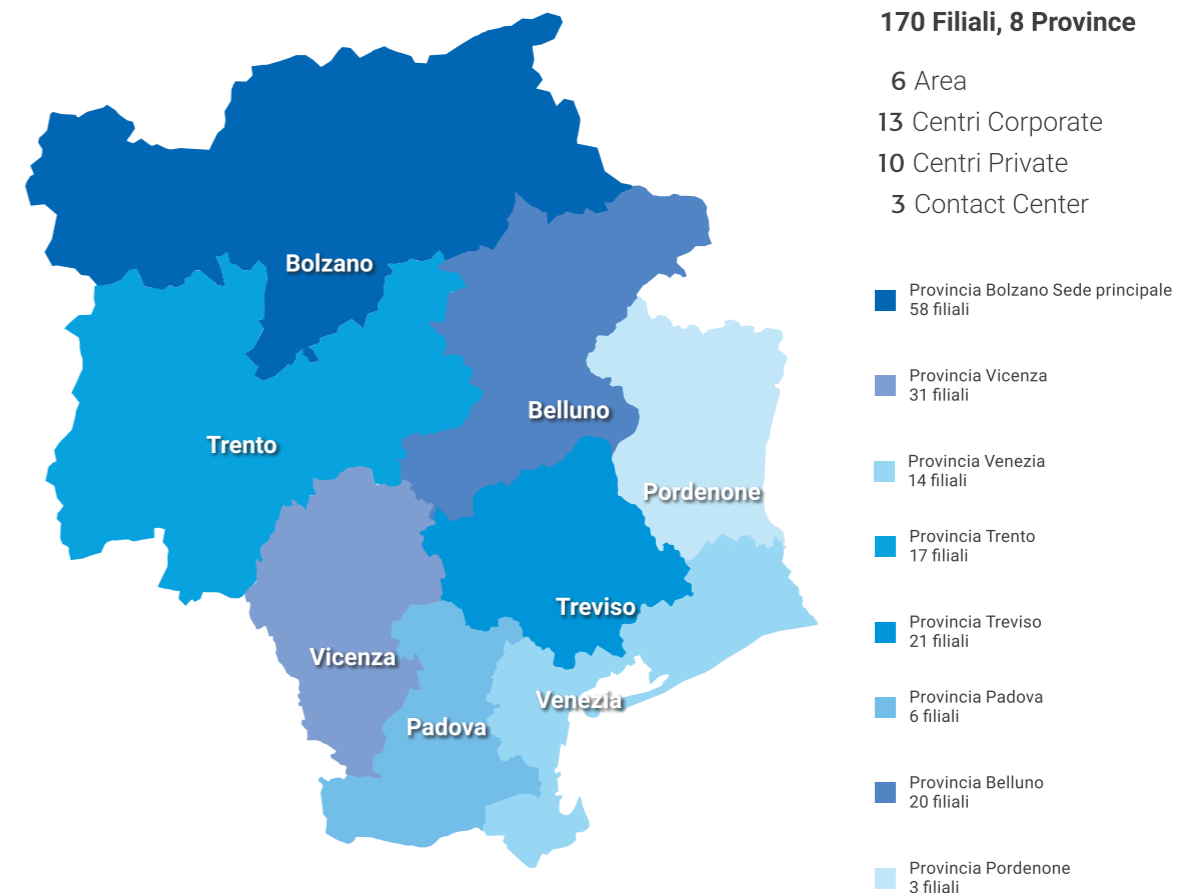 170 Filiali, 8 Province
6 Area
13 Centri Corporate
10 Centri Private
3 Contact Center
Bolzano
Trento
Belluno
Pordenone
Treviso
Vicenza
Venezia
Padova
Provincia Bolzano Sede principale
58 filiali
Provincia Vicenza
31 filiali
Provincia Venezia
14 filiali
Provincia Trento
17 filiali
Provincia Treviso
21 filiali
Provincia Padova
6 filiali
Provincia Belluno
20 filiali
Provincia Pordenone
3 filiali